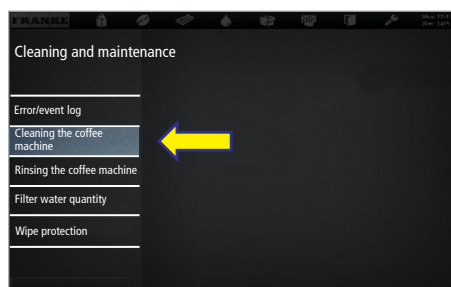 FRANKE
Cleaning and maintenance
Error/event log
Cleaning the coffee
machine
Rinsing the coffee machine
Filter water quantity
Wipe protection